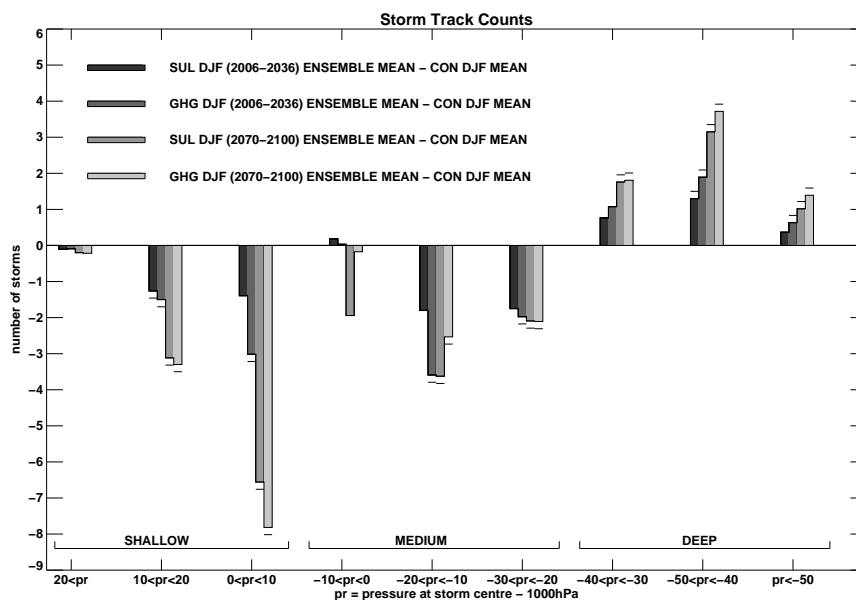 Storm Track Counts
6
5
4
3
2
1
0
−1
−2
−3
−4
−5
−6
−7
−8
−9
number of storms
SUL DJF (2006−2036) ENSEMBLE MEAN − CON DJF MEAN
GHG DJF (2006−2036) ENSEMBLE MEAN − CON DJF MEAN
SUL DJF (2070−2100) ENSEMBLE MEAN − CON DJF MEAN
GHG DJF (2070−2100) ENSEMBLE MEAN − CON DJF MEAN
SHALLOW MEDIUM DEEP
20<pr 10<pr<20 0<pr<10 −10<pr<0 −20<pr<−10 −30<pr<−20 −40<pr<−30 −50<pr<−40 pr<−50
pr = pressure at storm centre − 1000hPa